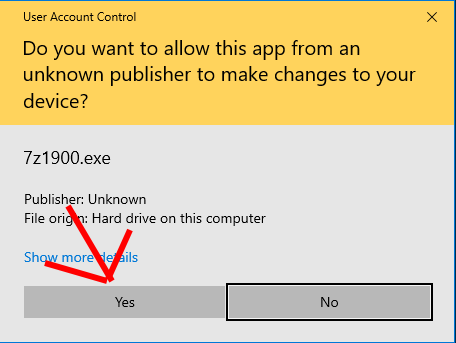 User Account Control
Do you want to allow this app from an
unknown publisher to make changes to your
device?
7z1900.exe
Publisher: Unknown
File origin: Hard drive on this computer
Show more details
Yes
No